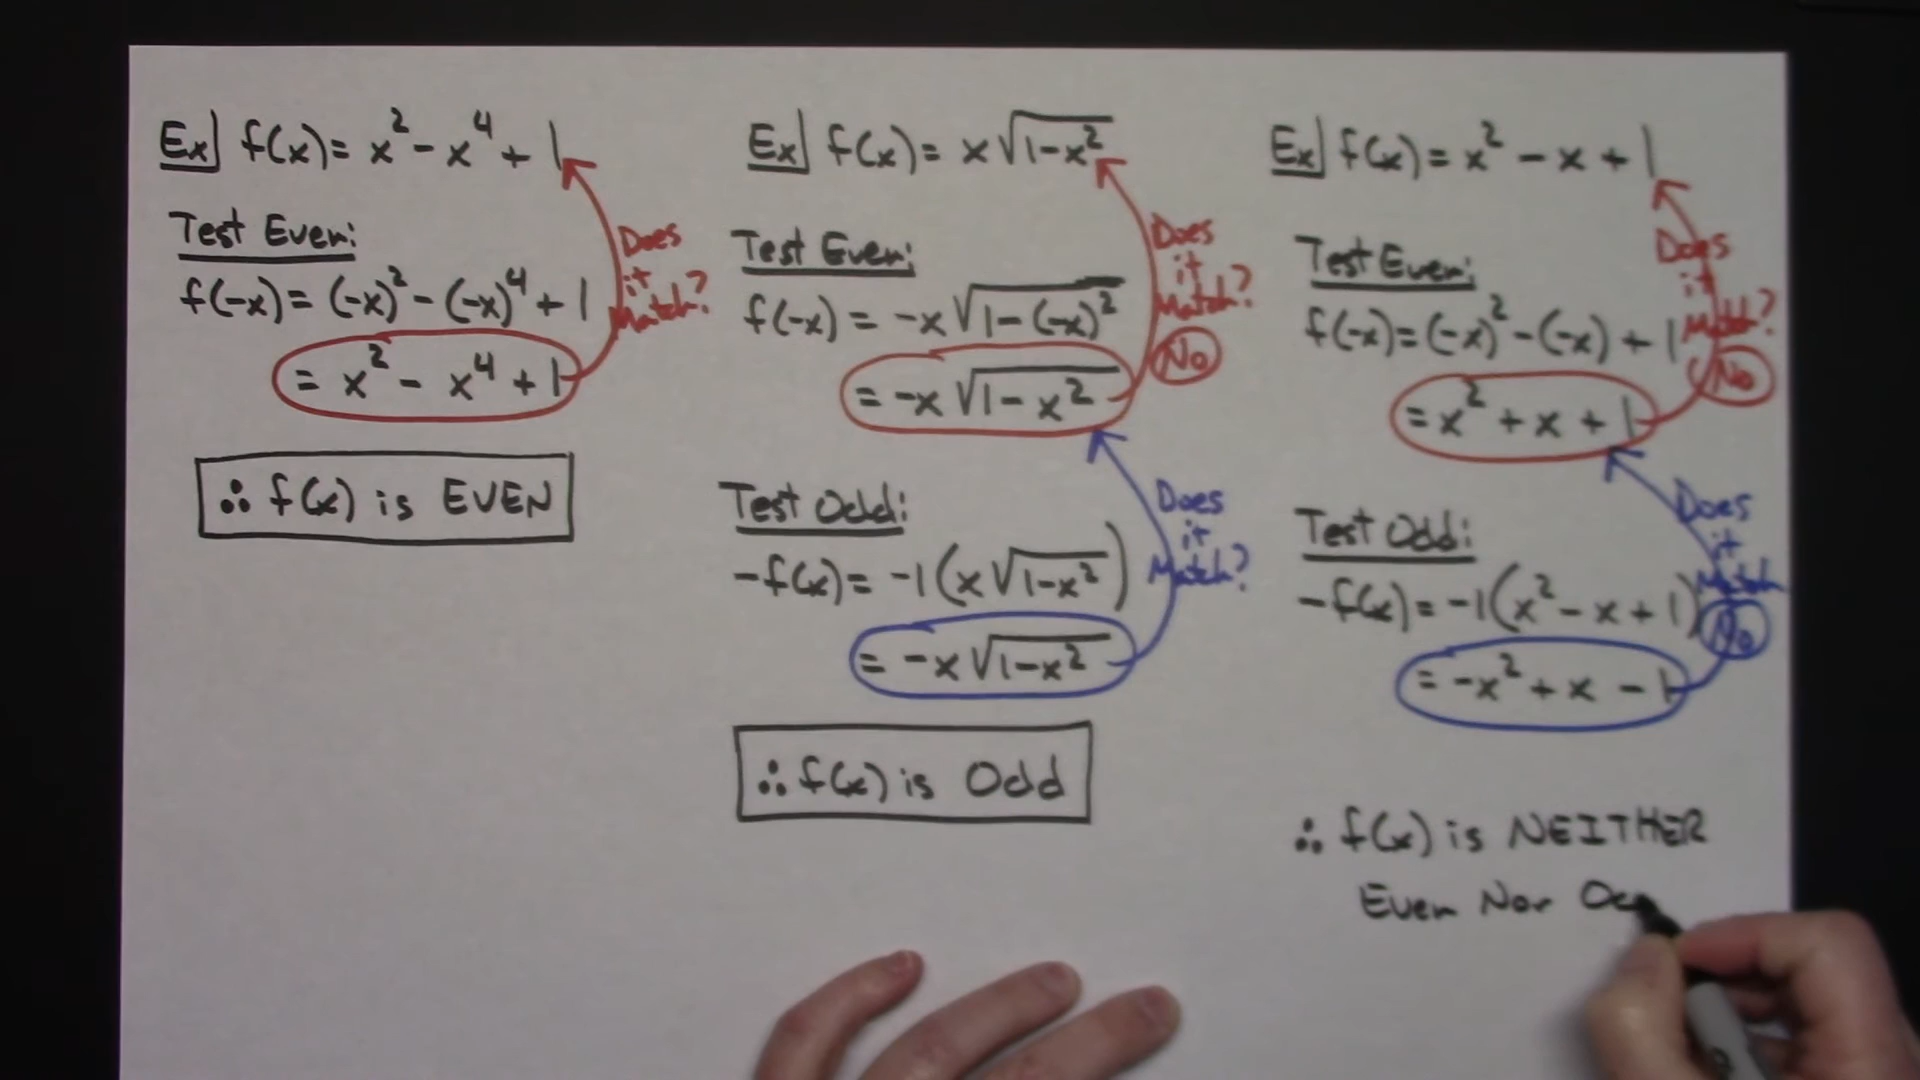 Ex f(x) = x² - x⁴ + 1
Test Even:
f(-x) = (-x)² - (-x)⁴ + 1
= x² - x⁴ + 1
Does
it
Match?
∴ f(x) is EVEN
Ex f(x) = x√(1-x²)
Test Even:
f(-x) = -x√(1-(-x)²)
= -x√(1-x²)
Does
it
Match?
No
Test Odd:
-f(x) = -1(x√(1-x²))
= -x√(1-x²)
Does
it
Match?
∴ f(x) is Odd
Ex f(x) = x² - x + 1
Test Even:
f(-x) = (-x)² - (-x) + 1
= x² + x + 1
Does
it
Match?
No
Test Odd:
-f(x) = -1(x² - x + 1)
= -x² + x - 1
Does
it
Match
No
∴ f(x) is NEITHER
Even Nor